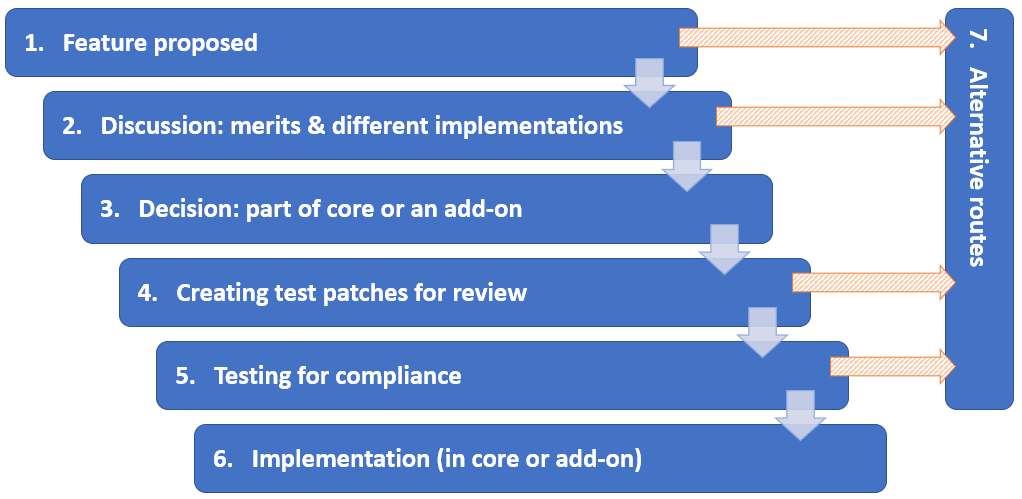 1. Feature proposed
2. Discussion: merits & different implementations
3. Decision: part of core or an add-on
4. Creating test patches for review
5. Testing for compliance
6. Implementation (in core or add-on)
7. Alternative routes